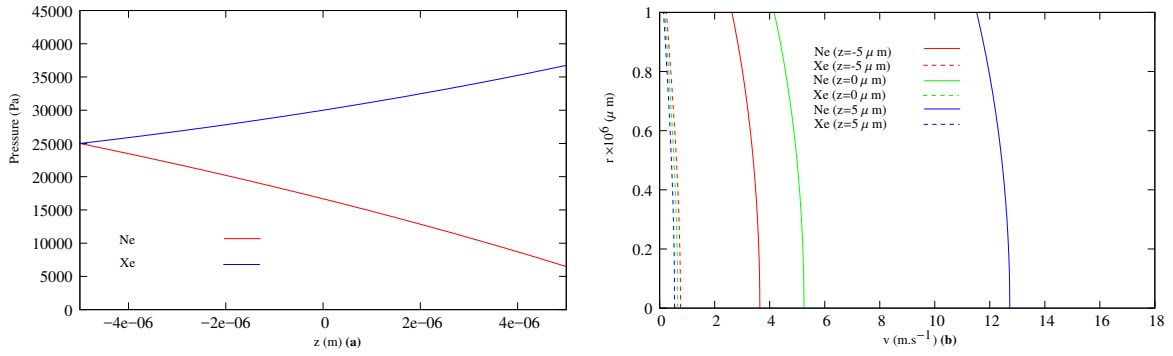 45000
40000
35000
30000
25000
20000
15000
10000
5000
0
Pressure (Pa)
Ne
Xe
−4e−06 −2e−06 0 2e−06 4e−06
z (m) (a)
1
0.8
0.6
0.4
0.2
0
r ×10⁶ (μ m)
Ne (z=-5 μ m)
Xe (z=-5 μ m)
Ne (z=0 μ m)
Xe (z=0 μ m)
Ne (z=5 μ m)
Xe (z=5 μ m)
0 2 4 6 8 10 12 14 16 18
v (m.s⁻¹) (b)